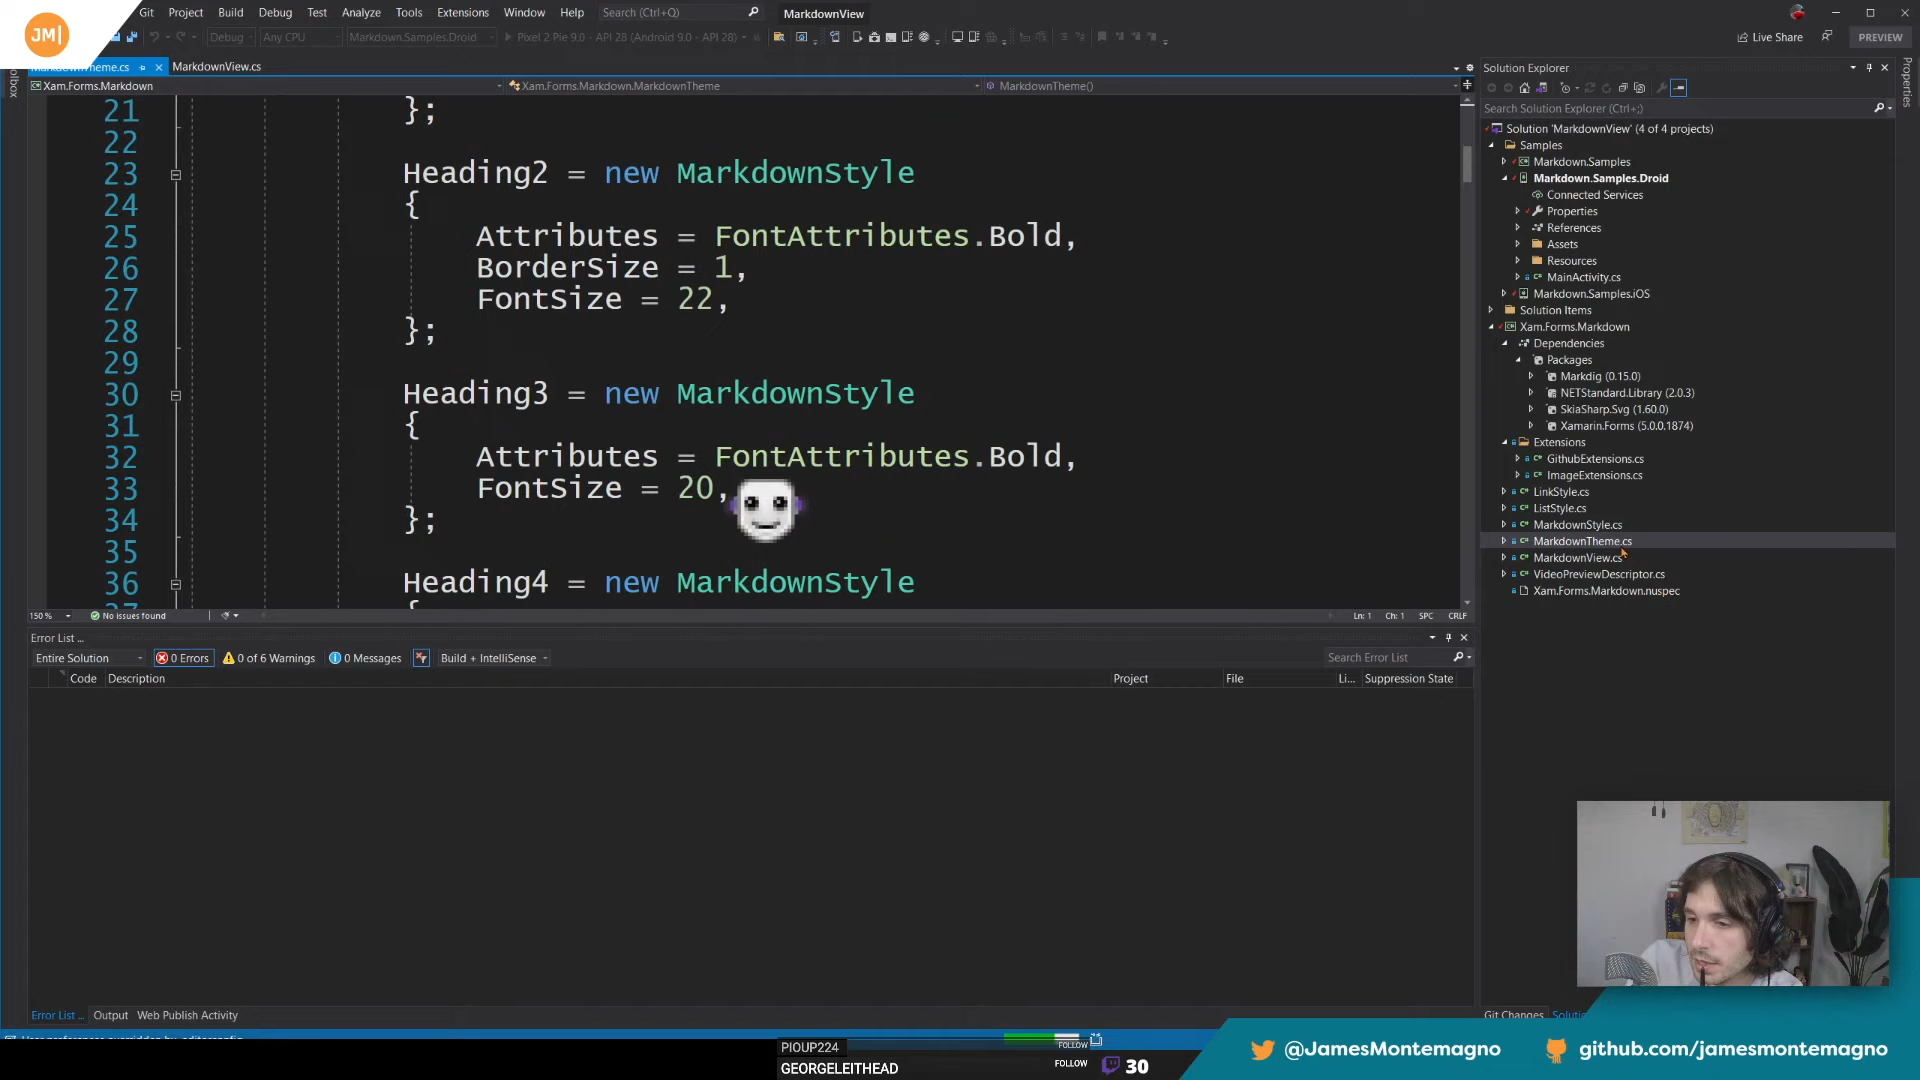 JM|
Git Project Build Debug Test Analyze Tools Extensions Window Help Search (Ctrl+Q) MarkdownView
Debug Any CPU Markdown.Samples.Droid Pixel 2 Pie 9.0 - API 28 (Android 9.0 - API 28) Live Share PREVIEW
MarkdownTheme.cs MarkdownView.cs
Xam.Forms.Markdown Xam.Forms.Markdown.MarkdownTheme MarkdownTheme()
21 };
22
23 Heading2 = new MarkdownStyle
24 {
25 Attributes = FontAttributes.Bold,
26 BorderSize = 1,
27 FontSize = 22,
28 };
29
30 Heading3 = new MarkdownStyle
31 {
32 Attributes = FontAttributes.Bold,
33 FontSize = 20,
34 };
35
36 Heading4 = new MarkdownStyle
150 % No issues found Ln: 1 Ch: 1 SPC CRLF
Error List ...
Entire Solution 0 Errors 0 of 6 Warnings 0 Messages Build + IntelliSense Search Error List
Code Description Project File Li... Suppression State
Error List ... Output Web Publish Activity
Solution Explorer
Search Solution Explorer (Ctrl+;)
Solution 'MarkdownView' (4 of 4 projects)
Samples
Markdown.Samples
Markdown.Samples.Droid
Connected Services
Properties
References
Assets
Resources
MainActivity.cs
Markdown.Samples.iOS
Solution Items
Xam.Forms.Markdown
Dependencies
Packages
Markdig (0.15.0)
NETStandard.Library (2.0.3)
SkiaSharp.Svg (1.60.0)
Xamarin.Forms (5.0.0.1874)
Extensions
GithubExtensions.cs
ImageExtensions.cs
LinkStyle.cs
ListStyle.cs
MarkdownStyle.cs
MarkdownTheme.cs
MarkdownView.cs
VideoPreviewDescriptor.cs
Xam.Forms.Markdown.nuspec
Properties
Git Changes
PIOUP224 FOLLOW
GEORGELEITHEAD FOLLOW 30
@JamesMontemagno github.com/jamesmontemagno